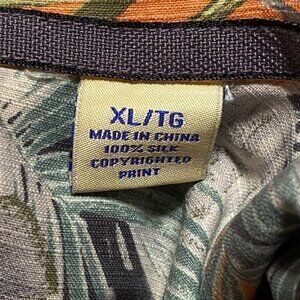 XL/TG
MADE IN CHINA
100% SILK
COPYRIGHTED
PRINT